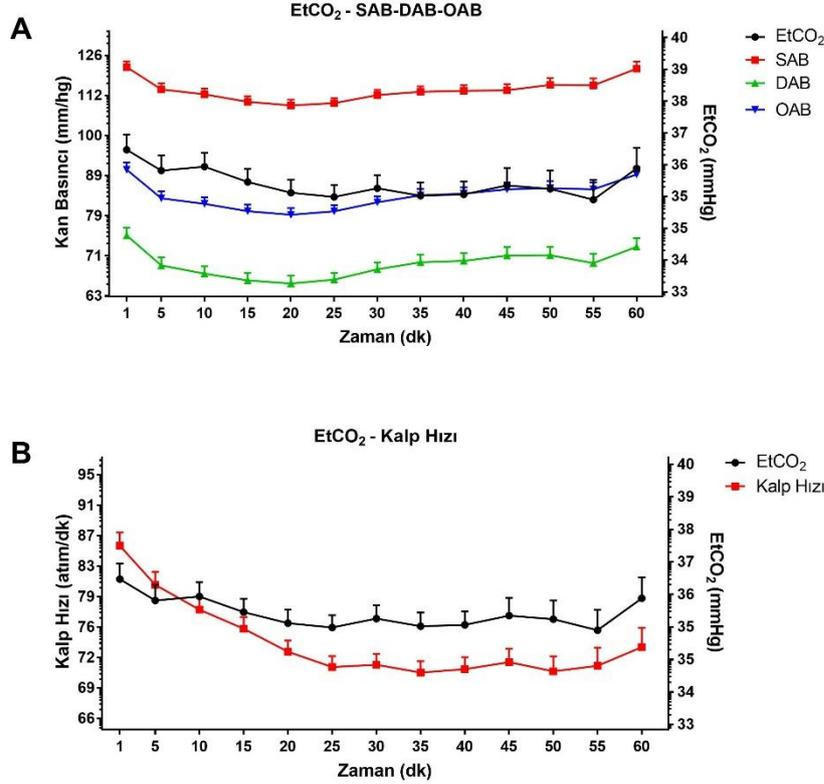 A
EtCO2 - SAB-DAB-OAB
Kan Basıncı (mm/hg)
126
112
100
89
79
71
63
40
39
38
37
36
35
34
33
EtCO2 (mmHg)
EtCO2
SAB
DAB
OAB
1 5 10 15 20 25 30 35 40 45 50 55 60
Zaman (dk)
B
EtCO2 - Kalp Hızı
Kalp Hızı (atım/dk)
95
91
87
83
79
76
72
69
66
40
39
38
37
36
35
34
33
EtCO2 (mmHg)
EtCO2
Kalp Hızı
1 5 10 15 20 25 30 35 40 45 50 55 60
Zaman (dk)